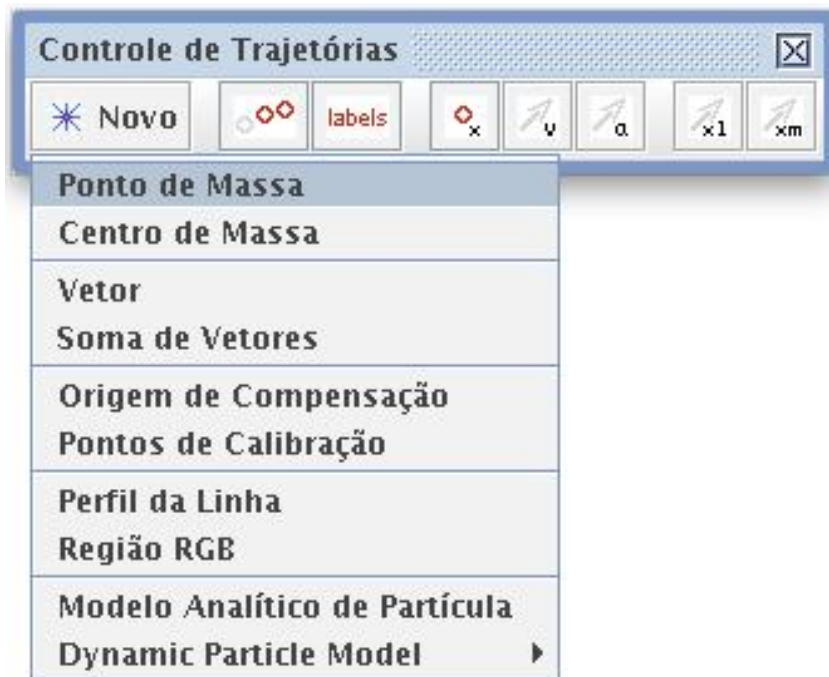 Controle de Trajetórias
Novo labels x v a x1 xm
Ponto de Massa
Centro de Massa
Vetor
Soma de Vetores
Origem de Compensação
Pontos de Calibração
Perfil da Linha
Região RGB
Modelo Analítico de Partícula
Dynamic Particle Model